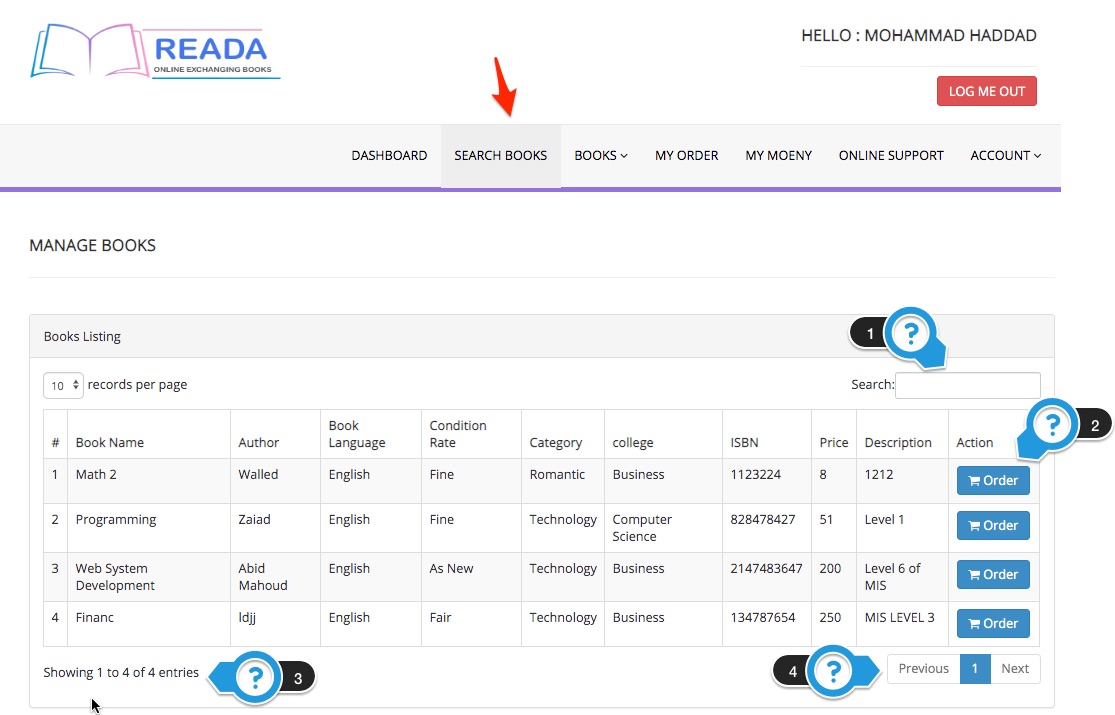 READA
ONLINE EXCHANGING BOOKS
HELLO : MOHAMMAD HADDAD
LOG ME OUT
DASHBOARD SEARCH BOOKS BOOKS MY ORDER MY MOENY ONLINE SUPPORT ACCOUNT
MANAGE BOOKS
Books Listing
1 ?
10 records per page
Search:
? 2
# Book Name Author Book Language Condition Rate Category college ISBN Price Description Action
1 Math 2 Walled English Fine Romantic Business 1123224 8 1212 Order
2 Programming Zaiad English Fine Technology Computer Science 828478427 51 Level 1 Order
3 Web System Development Abid Mahoud English As New Technology Business 2147483647 200 Level 6 of MIS Order
4 Financ ldjj English Fair Technology Business 134787654 250 MIS LEVEL 3 Order
Showing 1 to 4 of 4 entries
? 3
4 ?
Previous 1 Next